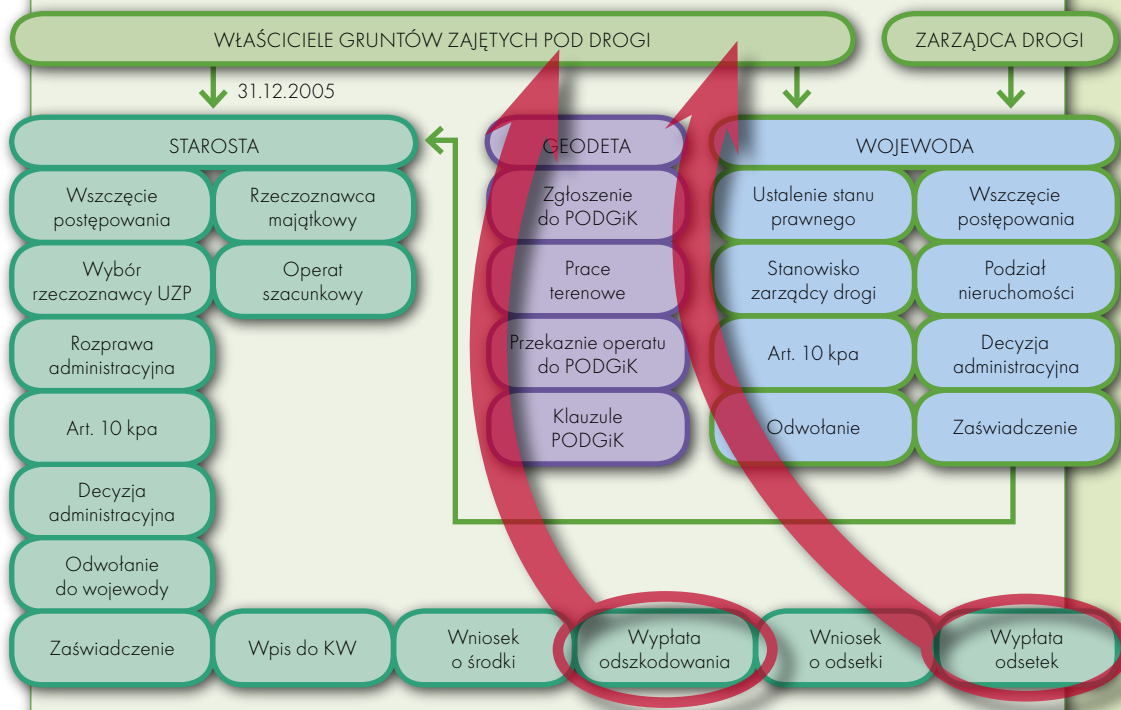 WŁAŚCICIELE GRUNTÓW ZAJĘTYCH POD DROGI
ZARZĄDCA DROGI
31.12.2005
STAROSTA
Wszczęcie
postępowania
Rzeczoznawca
majątkowy
Wybór
rzeczoznawcy UZP
Operat
szacunkowy
Rozprawa
administracyjna
Art. 10 kpa
Decyzja
administracyjna
Odwołanie
do wojewody
Zaświadczenie
Wpis do KW
Wniosek
o środki
Wypłata
odszkodowania
Wniosek
o odsetki
Wypłata
odsetek
GEODETA
Zgłoszenie
do PODGiK
Prace
terenowe
Przekaznie operatu
do PODGiK
Klauzule
PODGiK
WOJEWODA
Ustalenie stanu
prawnego
Wszczęcie
postępowania
Stanowisko
zarządcy drogi
Podział
nieruchomości
Art. 10 kpa
Decyzja
administracyjna
Odwołanie
Zaświadczenie